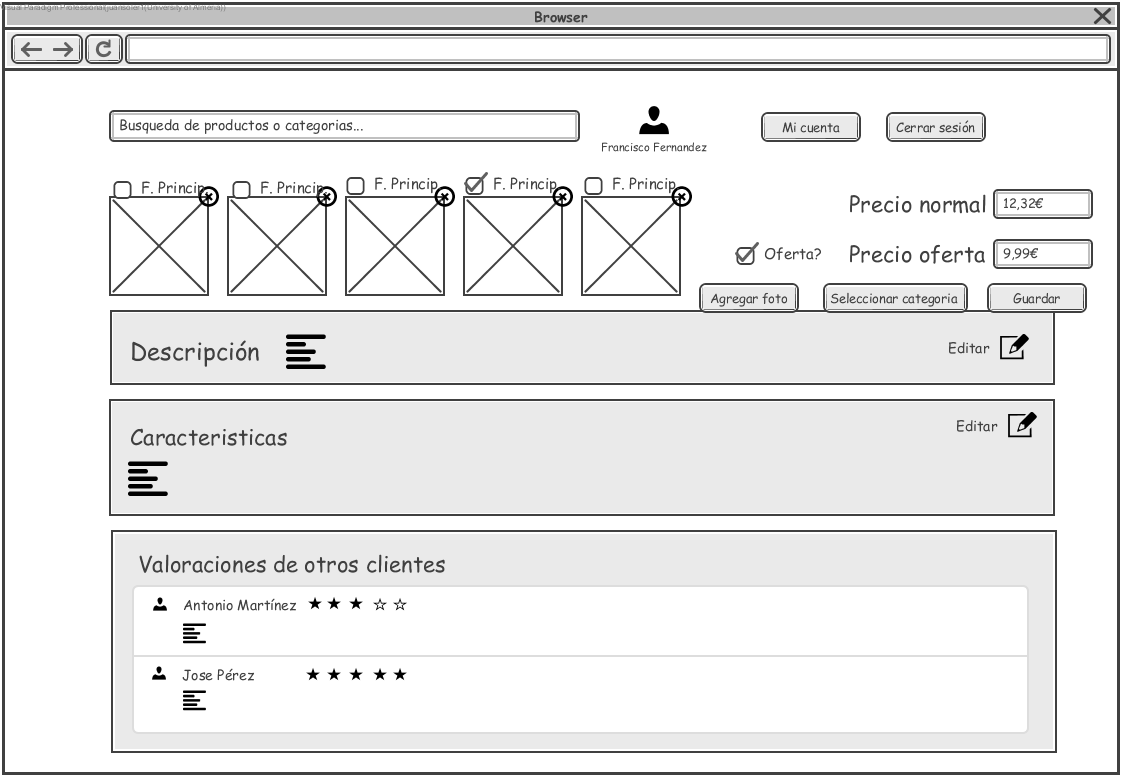 Visual Paradigm Professional(juansoler1(University of Almeria))
Browser
Busqueda de productos o categorias...
Francisco Fernandez
Mi cuenta
Cerrar sesión
F. Princip
F. Princip
F. Princip
F. Princip
F. Princip
Precio normal 12,32€
Oferta? Precio oferta 9,99€
Agregar foto
Seleccionar categoria
Guardar
Descripción
Editar
Caracteristicas
Editar
Valoraciones de otros clientes
Antonio Martínez
Jose Pérez